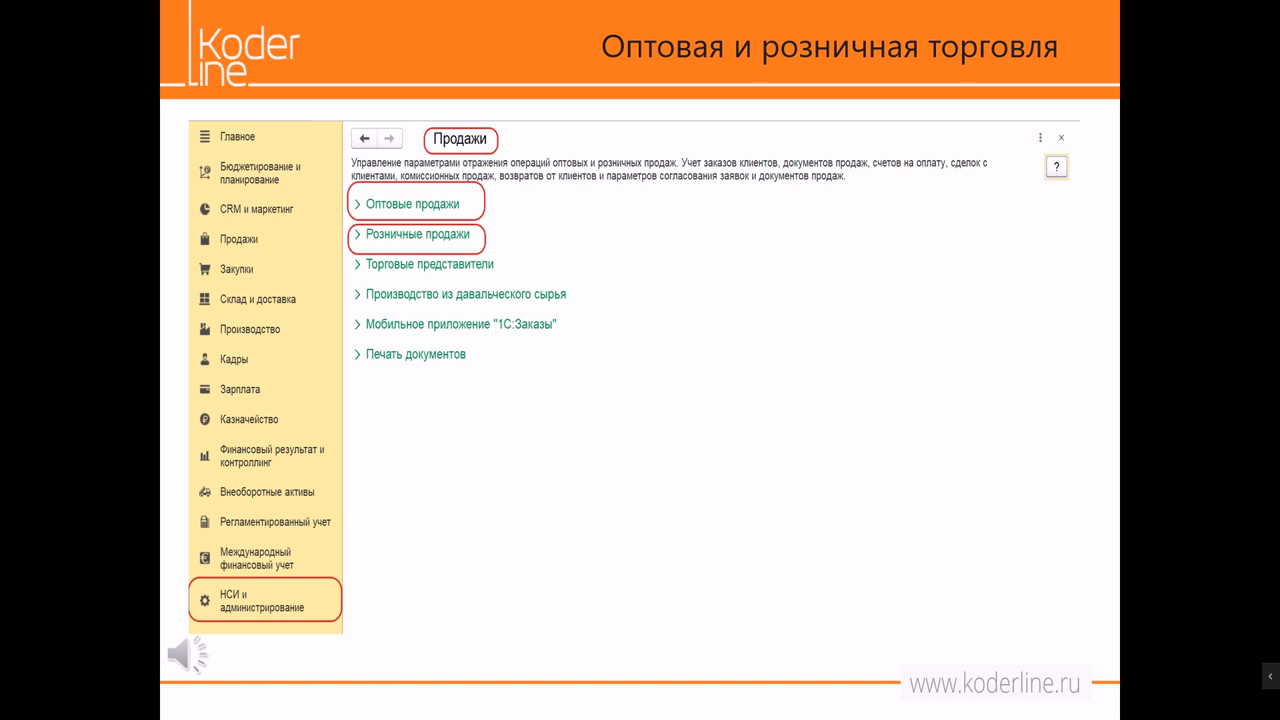 Koder
line
Оптовая и розничная торговля
Главное
Бюджетирование и
планирование
CRM и маркетинг
Продажи
Закупки
Склад и доставка
Производство
Кадры
Зарплата
Казначейство
Финансовый результат и
контроллинг
Внеоборотные активы
Регламентированный учет
Международный
финансовый учет
НСИ и
администрирование
Продажи
Управление параметрами отражения операций оптовых и розничных продаж. Учет заказов клиентов, документов продаж, счетов на оплату, сделок с
клиентами, комиссионных продаж, возвратов от клиентов и параметров согласования заявок и документов продаж.
?
Оптовые продажи
Розничные продажи
Торговые представители
Производство из давальческого сырья
Мобильное приложение "1С:Заказы"
Печать документов
www.koderline.ru